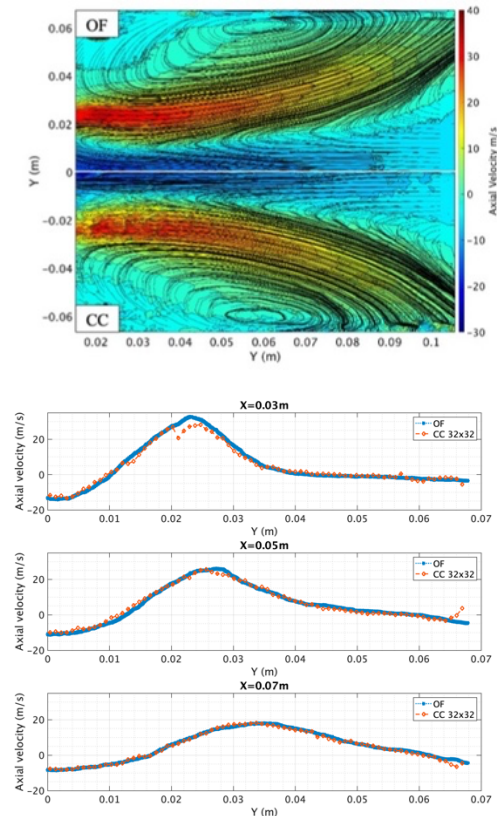 OF
CC
Y (m)
0.06
0.04
0.02
0
-0.02
-0.04
-0.06
0.02 0.03 0.04 0.05 0.06 0.07 0.08 0.09 0.1
Y (m)
40
30
20
10
0
-10
-20
-30
Axial Velocity m/s
X=0.03m
Axial velocity (m/s)
20
0
-20
0 0.01 0.02 0.03 0.04 0.05 0.06 0.07
Y (m)
OF
CC 32x32
X=0.05m
Axial velocity (m/s)
20
0
-20
0 0.01 0.02 0.03 0.04 0.05 0.06 0.07
Y (m)
OF
CC 32x32
X=0.07m
Axial velocity (m/s)
20
0
-20
0 0.01 0.02 0.03 0.04 0.05 0.06 0.07
Y (m)
OF
CC 32x32